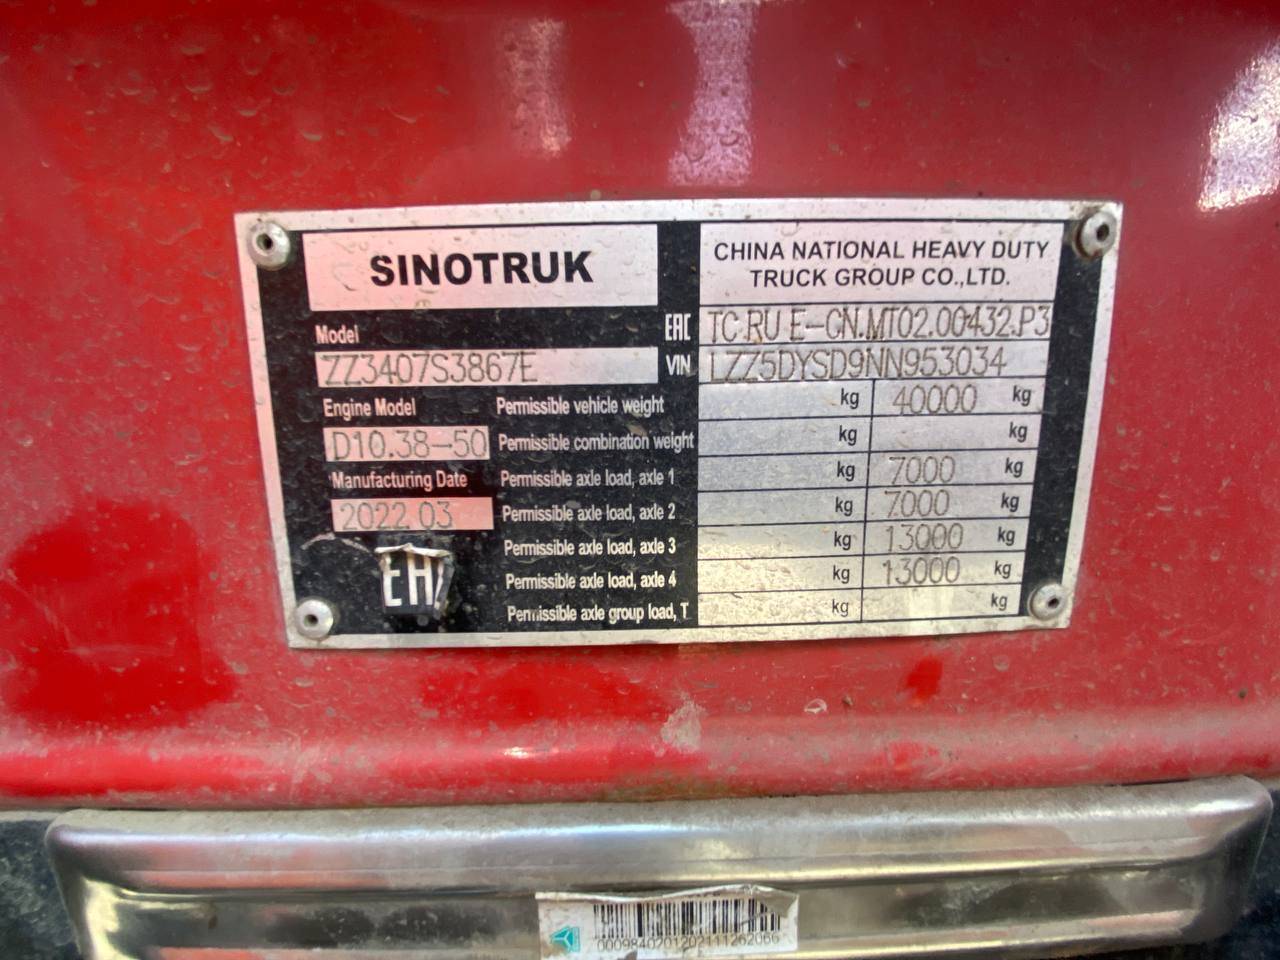 SINOTRUK
CHINA NATIONAL HEAVY DUTY
TRUCK GROUP CO.,LTD.
Model
EAC TC RU E-CN.MT02.00432.P3
ZZ3407S3867E
VIN LZZ5DYSD9NN953034
Engine Model
Permissible vehicle weight kg 40000 kg
D10.38-50
Permissible combination weight kg kg
Manufacturing Date
Permissible axle load, axle 1 kg 7000 kg
2022.03
Permissible axle load, axle 2 kg 7000 kg
Permissible axle load, axle 3 kg 13000 kg
Permissible axle load, axle 4 kg 13000 kg
Permissible axle group load, T kg kg
0009840201202111262066